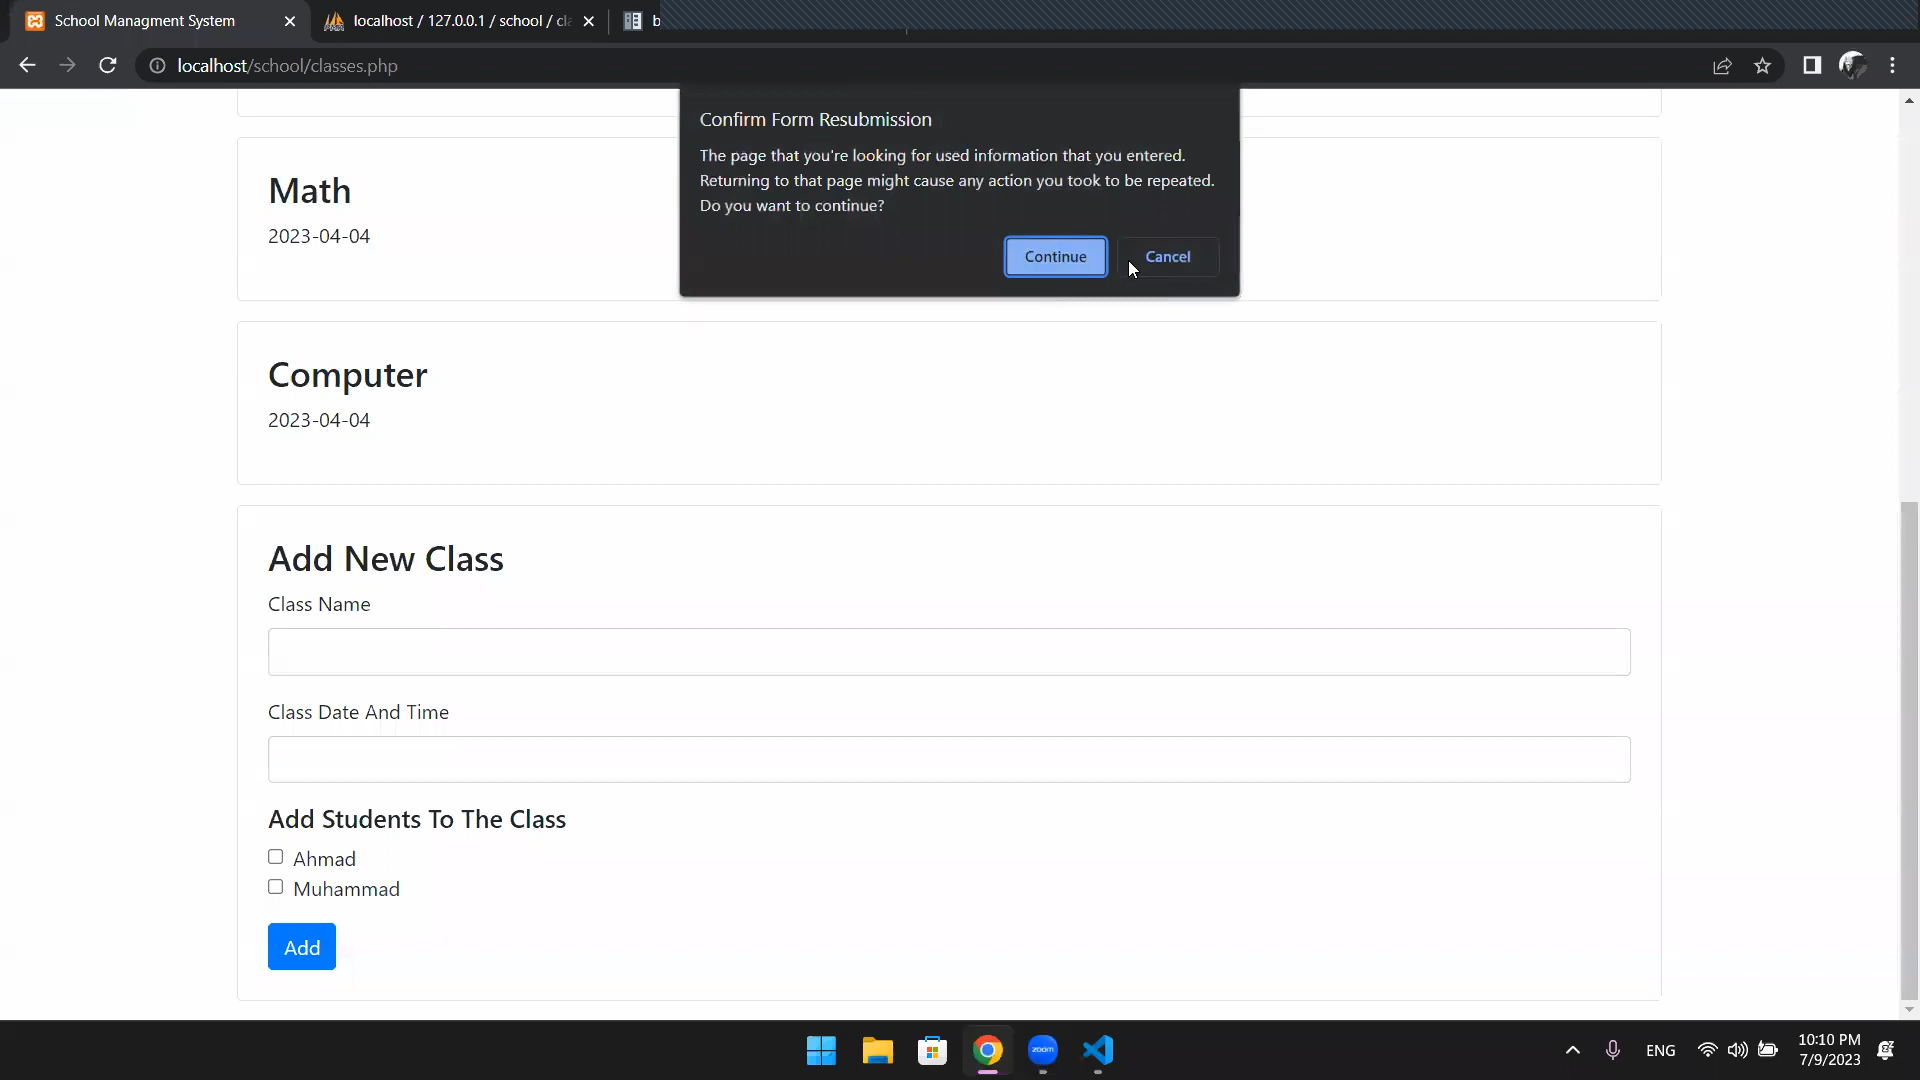 School Managment System
localhost / 127.0.0.1 / school / cl
b
localhost/school/classes.php
Confirm Form Resubmission
The page that you're looking for used information that you entered.
Returning to that page might cause any action you took to be repeated.
Do you want to continue?
Continue
Cancel
Math
2023-04-04
Computer
2023-04-04
Add New Class
Class Name
Class Date And Time
Add Students To The Class
Ahmad
Muhammad
Add
zoom
ENG
10:10 PM
7/9/2023